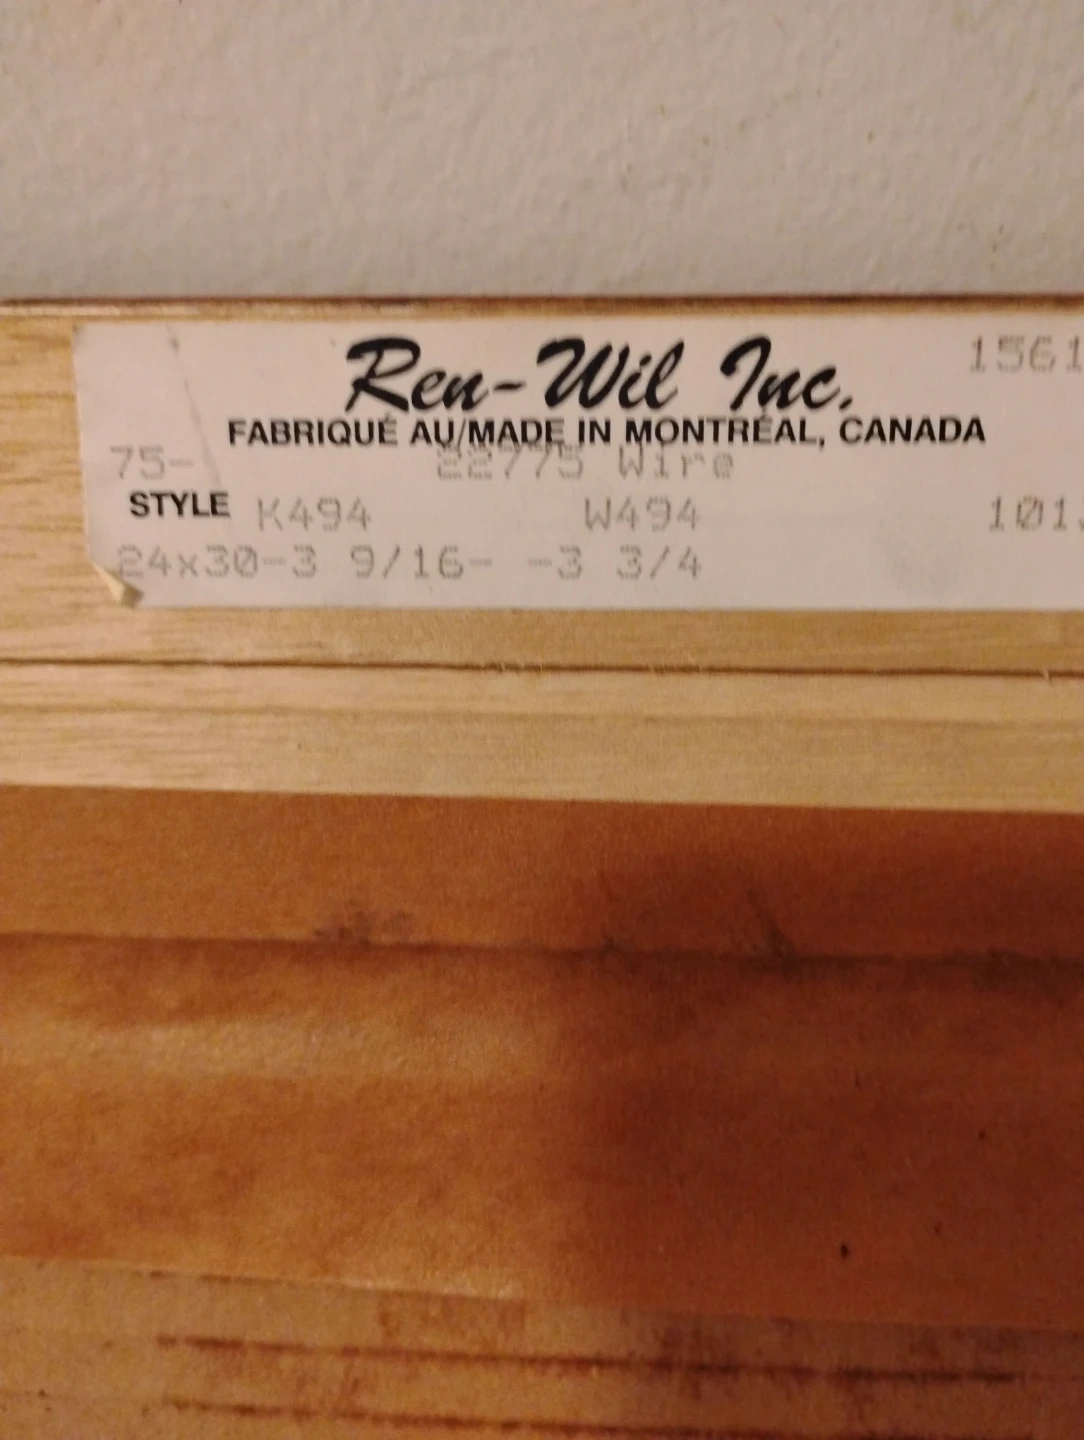 Ren-Wil Inc. 1561
FABRIQUÉ AU/MADE IN MONTRÉAL, CANADA
75- 22775 Wire
STYLE K494 W494 101
24x30-3 9/16- -3 3/4